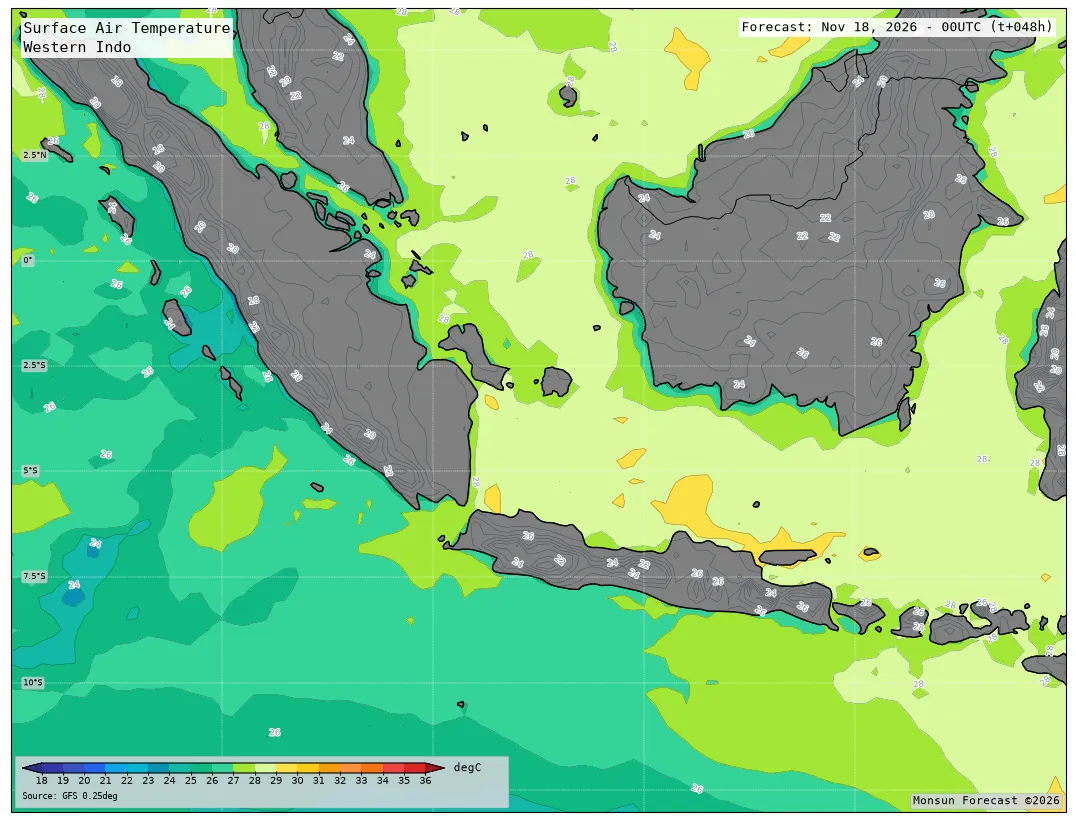 Surface Air Temperature
Western Indo
Forecast: Nov 18, 2026 - 00UTC (t+048h)
2.5°N
0°
2.5°S
5°S
7.5°S
10°S
degC
18 19 20 21 22 23 24 25 26 27 28 29 30 31 32 33 34 35 36
Source: GFS 0.25deg
Monsun Forecast ©2026